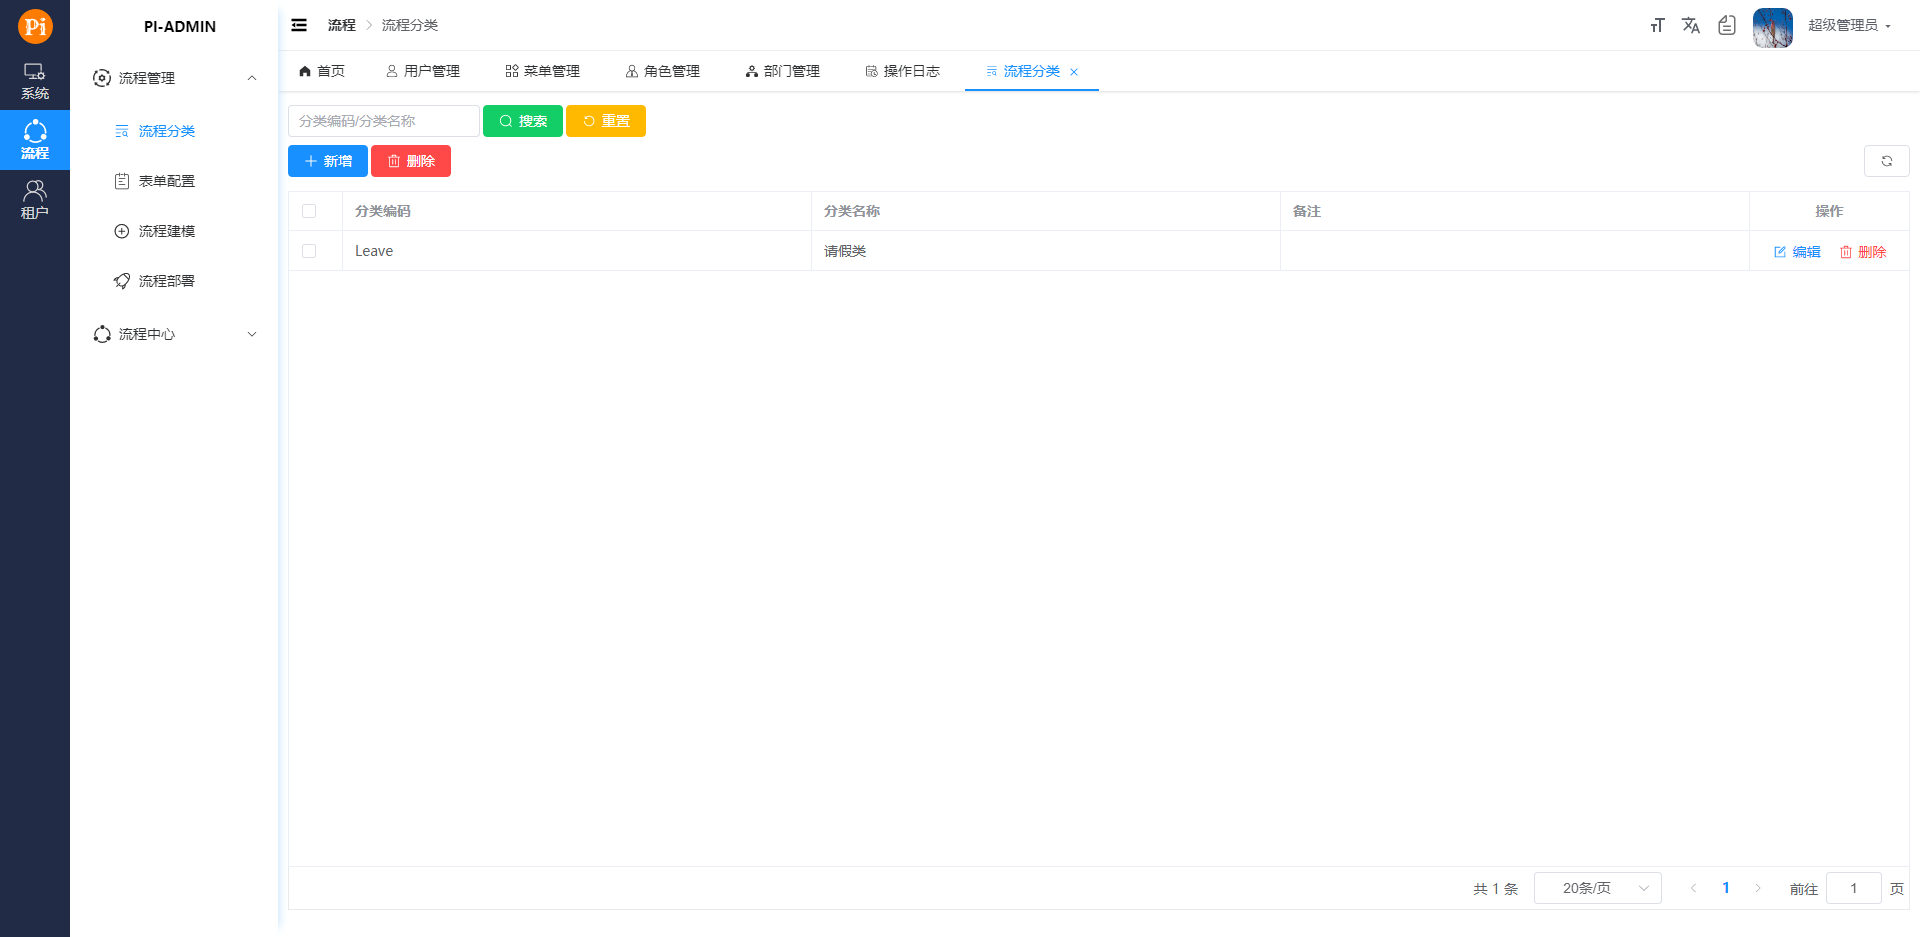 Pi
系统
流程
租户
PI-ADMIN
流程管理
流程分类
表单配置
流程建模
流程部署
流程中心
流程 流程分类
超级管理员
首页 用户管理 菜单管理 角色管理 部门管理 操作日志 流程分类
分类编码/分类名称 搜索 重置
新增 删除
分类编码 分类名称 备注 操作
Leave 请假类 编辑 删除
共 1 条 20条/页 1 前往 1 页